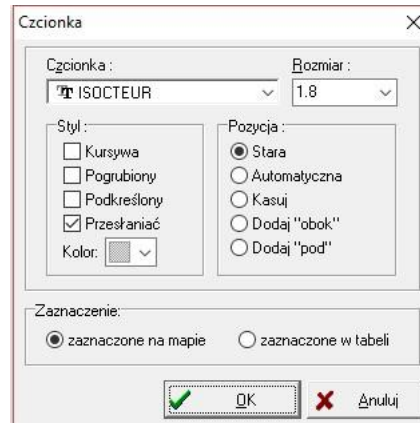 Czcionka
Czcionka : Rozmiar :
ISOCTEUR 1.8
Styl : Pozycja :
Kursywa Stara
Pogrubiony Automatyczna
Podkreślony Kasuj
Przesłaniać Dodaj "obok"
Kolor: Dodaj "pod"
Zaznaczenie:
zaznaczone na mapie zaznaczone w tabeli
OK Anuluj